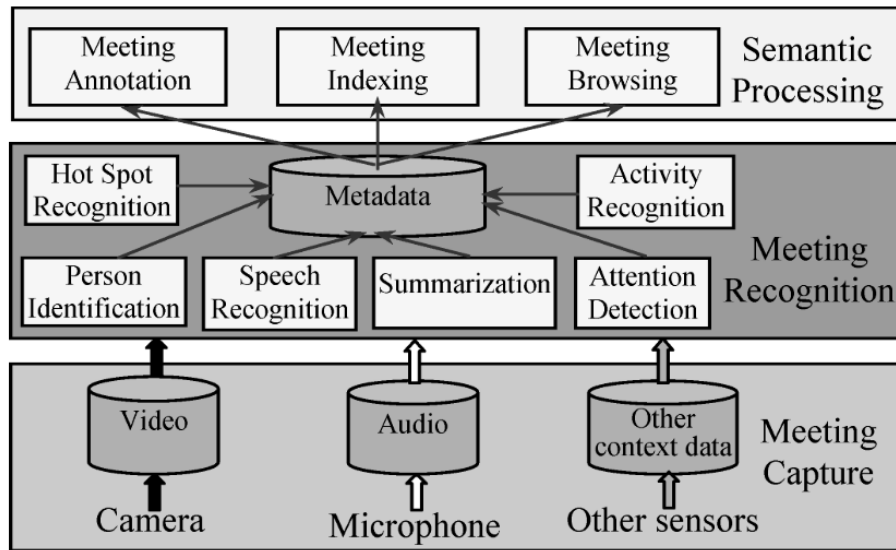 Meeting
Annotation
Meeting
Indexing
Meeting
Browsing
Semantic
Processing
Hot Spot
Recognition
Metadata
Activity
Recognition
Person
Identification
Speech
Recognition
Summarization
Attention
Detection
Meeting
Recognition
Video
Audio
Other
context data
Meeting
Capture
Camera
Microphone
Other sensors